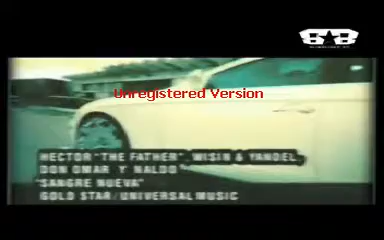 Unregistered Version
HECTOR "THE FATHER", WISIN & YANDEL,
DON OMAR Y NALDO
"SANGRE NUEVA"
GOLD STAR / UNIVERSAL MUSIC